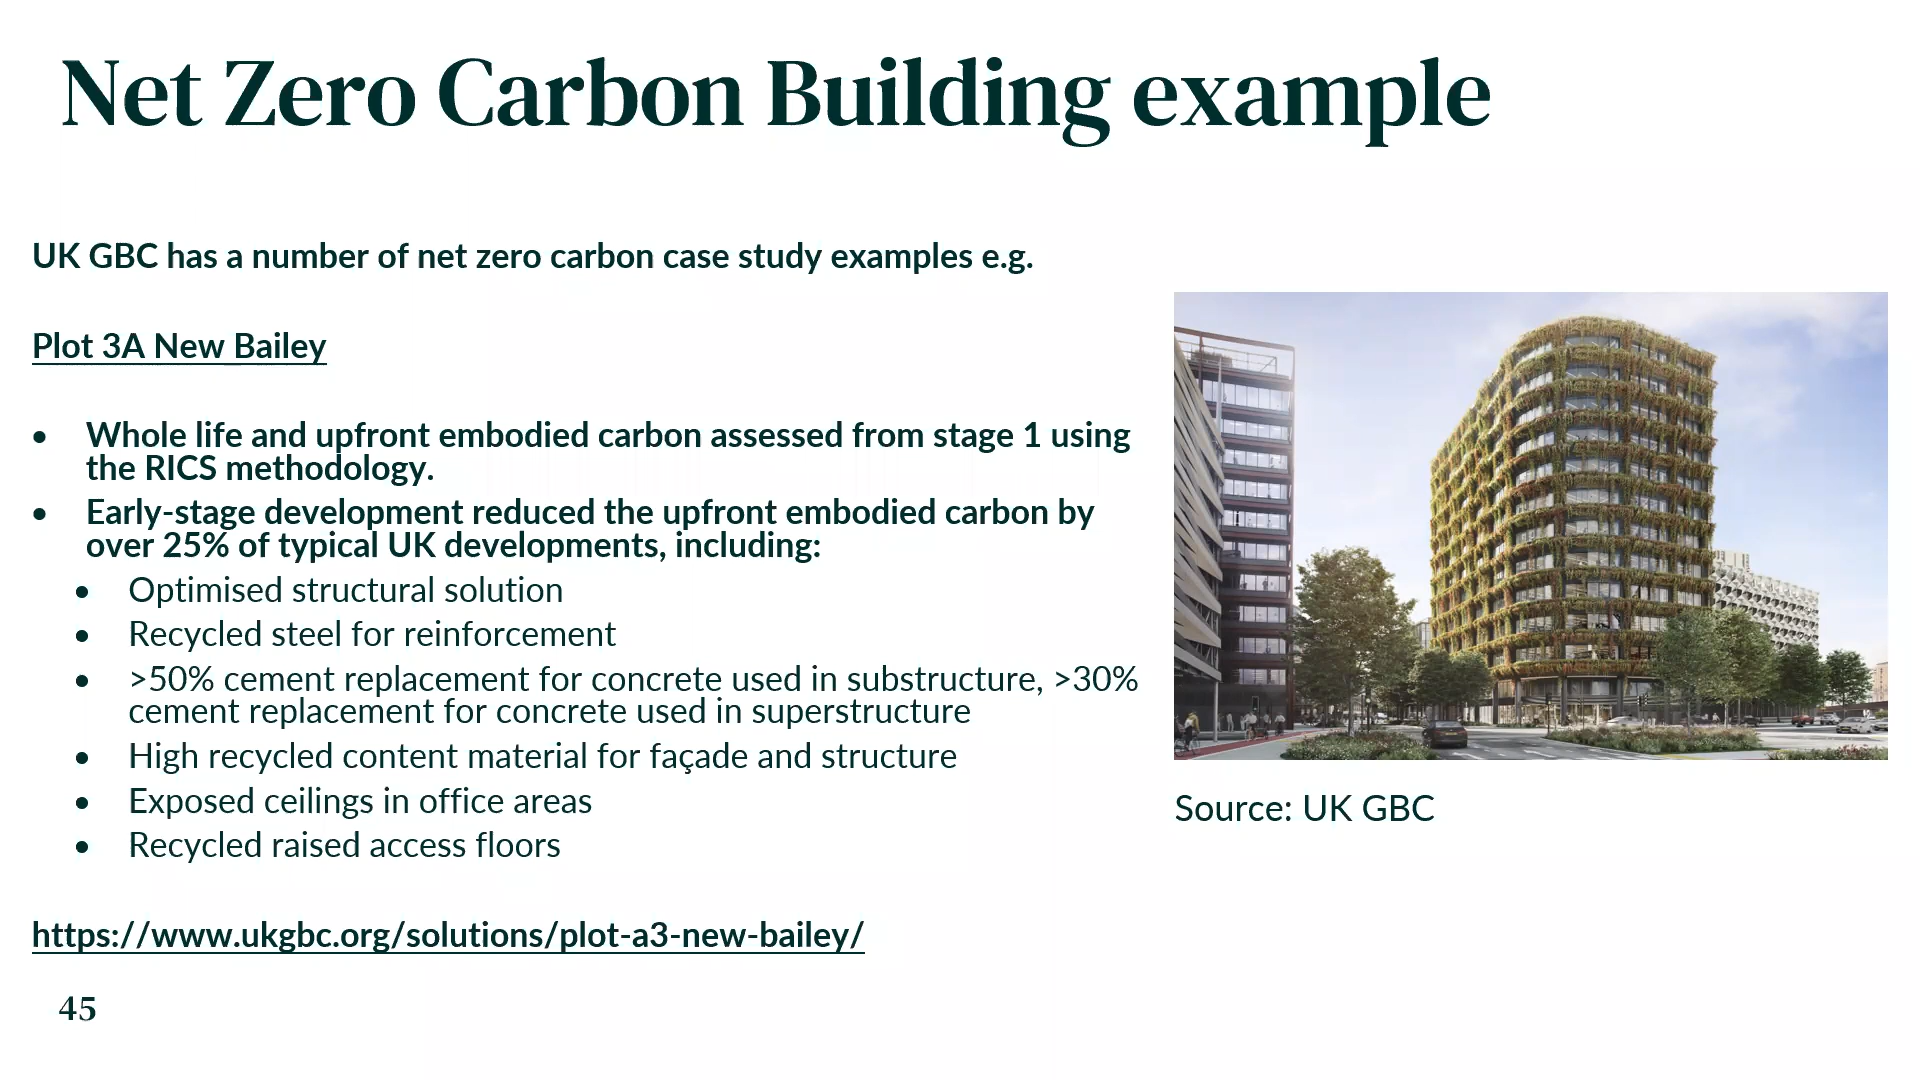 Net Zero Carbon Building example
UK GBC has a number of net zero carbon case study examples e.g.
Plot 3A New Bailey
• Whole life and upfront embodied carbon assessed from stage 1 using
the RICS methodology.
• Early-stage development reduced the upfront embodied carbon by
over 25% of typical UK developments, including:
• Optimised structural solution
• Recycled steel for reinforcement
• >50% cement replacement for concrete used in substructure, >30%
cement replacement for concrete used in superstructure
• High recycled content material for façade and structure
• Exposed ceilings in office areas
• Recycled raised access floors
https://www.ukgbc.org/solutions/plot-a3-new-bailey/
Source: UK GBC
45